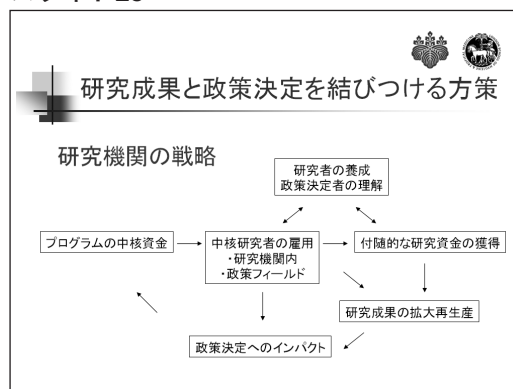 研究成果と政策決定を結びつける方策
研究機関の戦略
研究者の養成
政策決定者の理解
プログラムの中核資金
中核研究者の雇用
・研究機関内
・政策フィールド
付随的な研究資金の獲得
研究成果の拡大再生産
政策決定へのインパクト